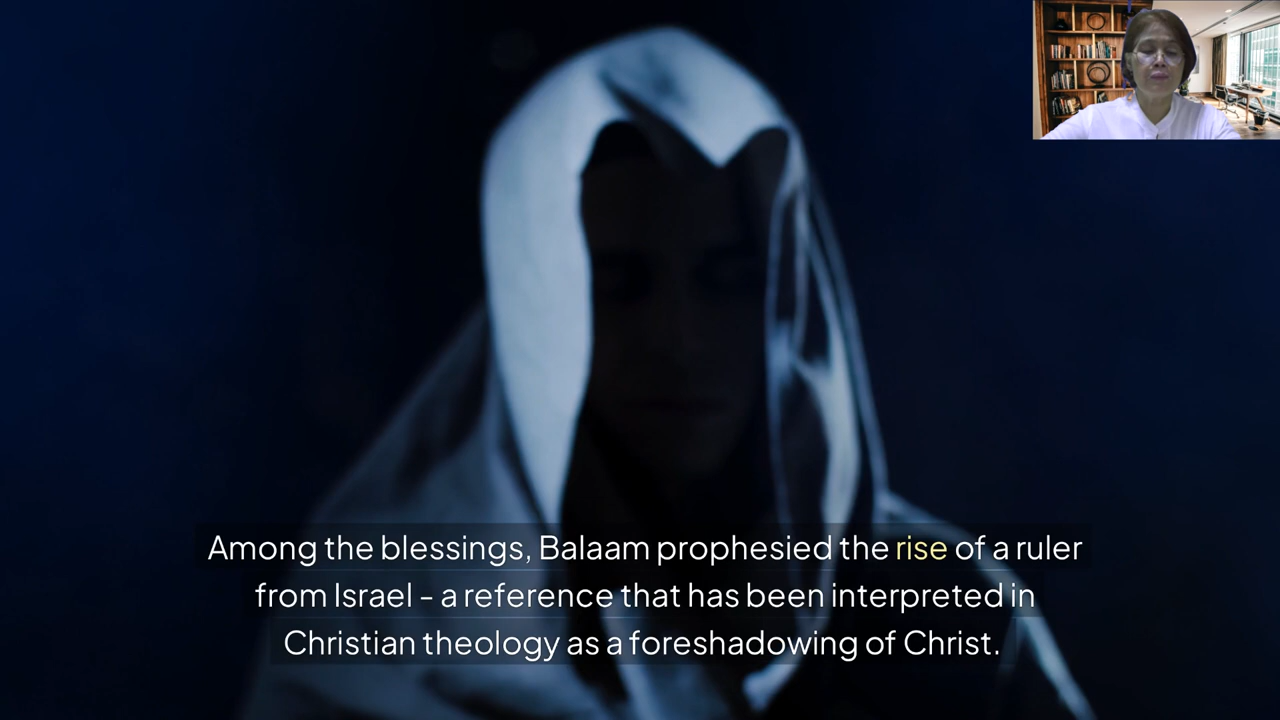 Among the blessings, Balaam prophesied the rise of a ruler
from Israel - a reference that has been interpreted in
Christian theology as a foreshadowing of Christ.